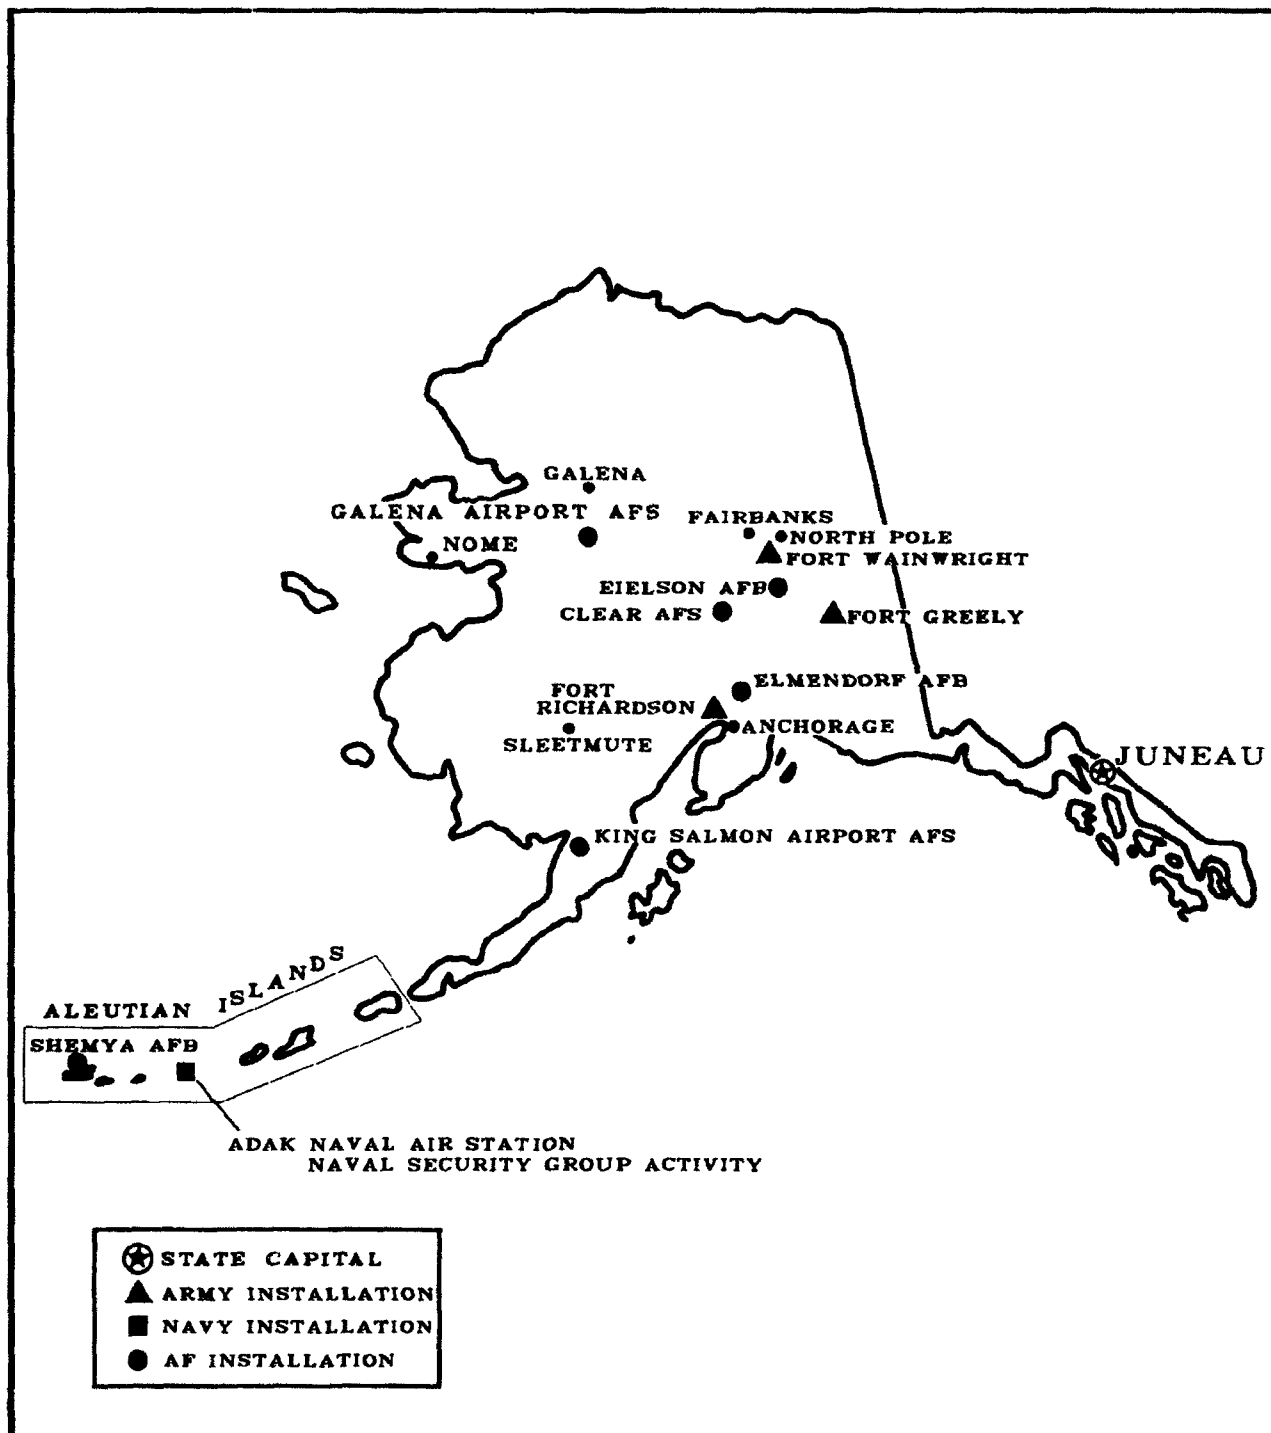 GALENA
GALENA AIRPORT AFS
FAIRBANKS
NORTH POLE
NOME
FORT WAINWRIGHT
EIELSON AFB
CLEAR AFS
FORT GREELY
ELMENDORF AFB
FORT
RICHARDSON
ANCHORAGE
SLEETMUTE
JUNEAU
KING SALMON AIRPORT AFS
ALEUTIAN ISLANDS
SHEMYA AFB
ADAK NAVAL AIR STATION
NAVAL SECURITY GROUP ACTIVITY
STATE CAPITAL
ARMY INSTALLATION
NAVY INSTALLATION
AF INSTALLATION